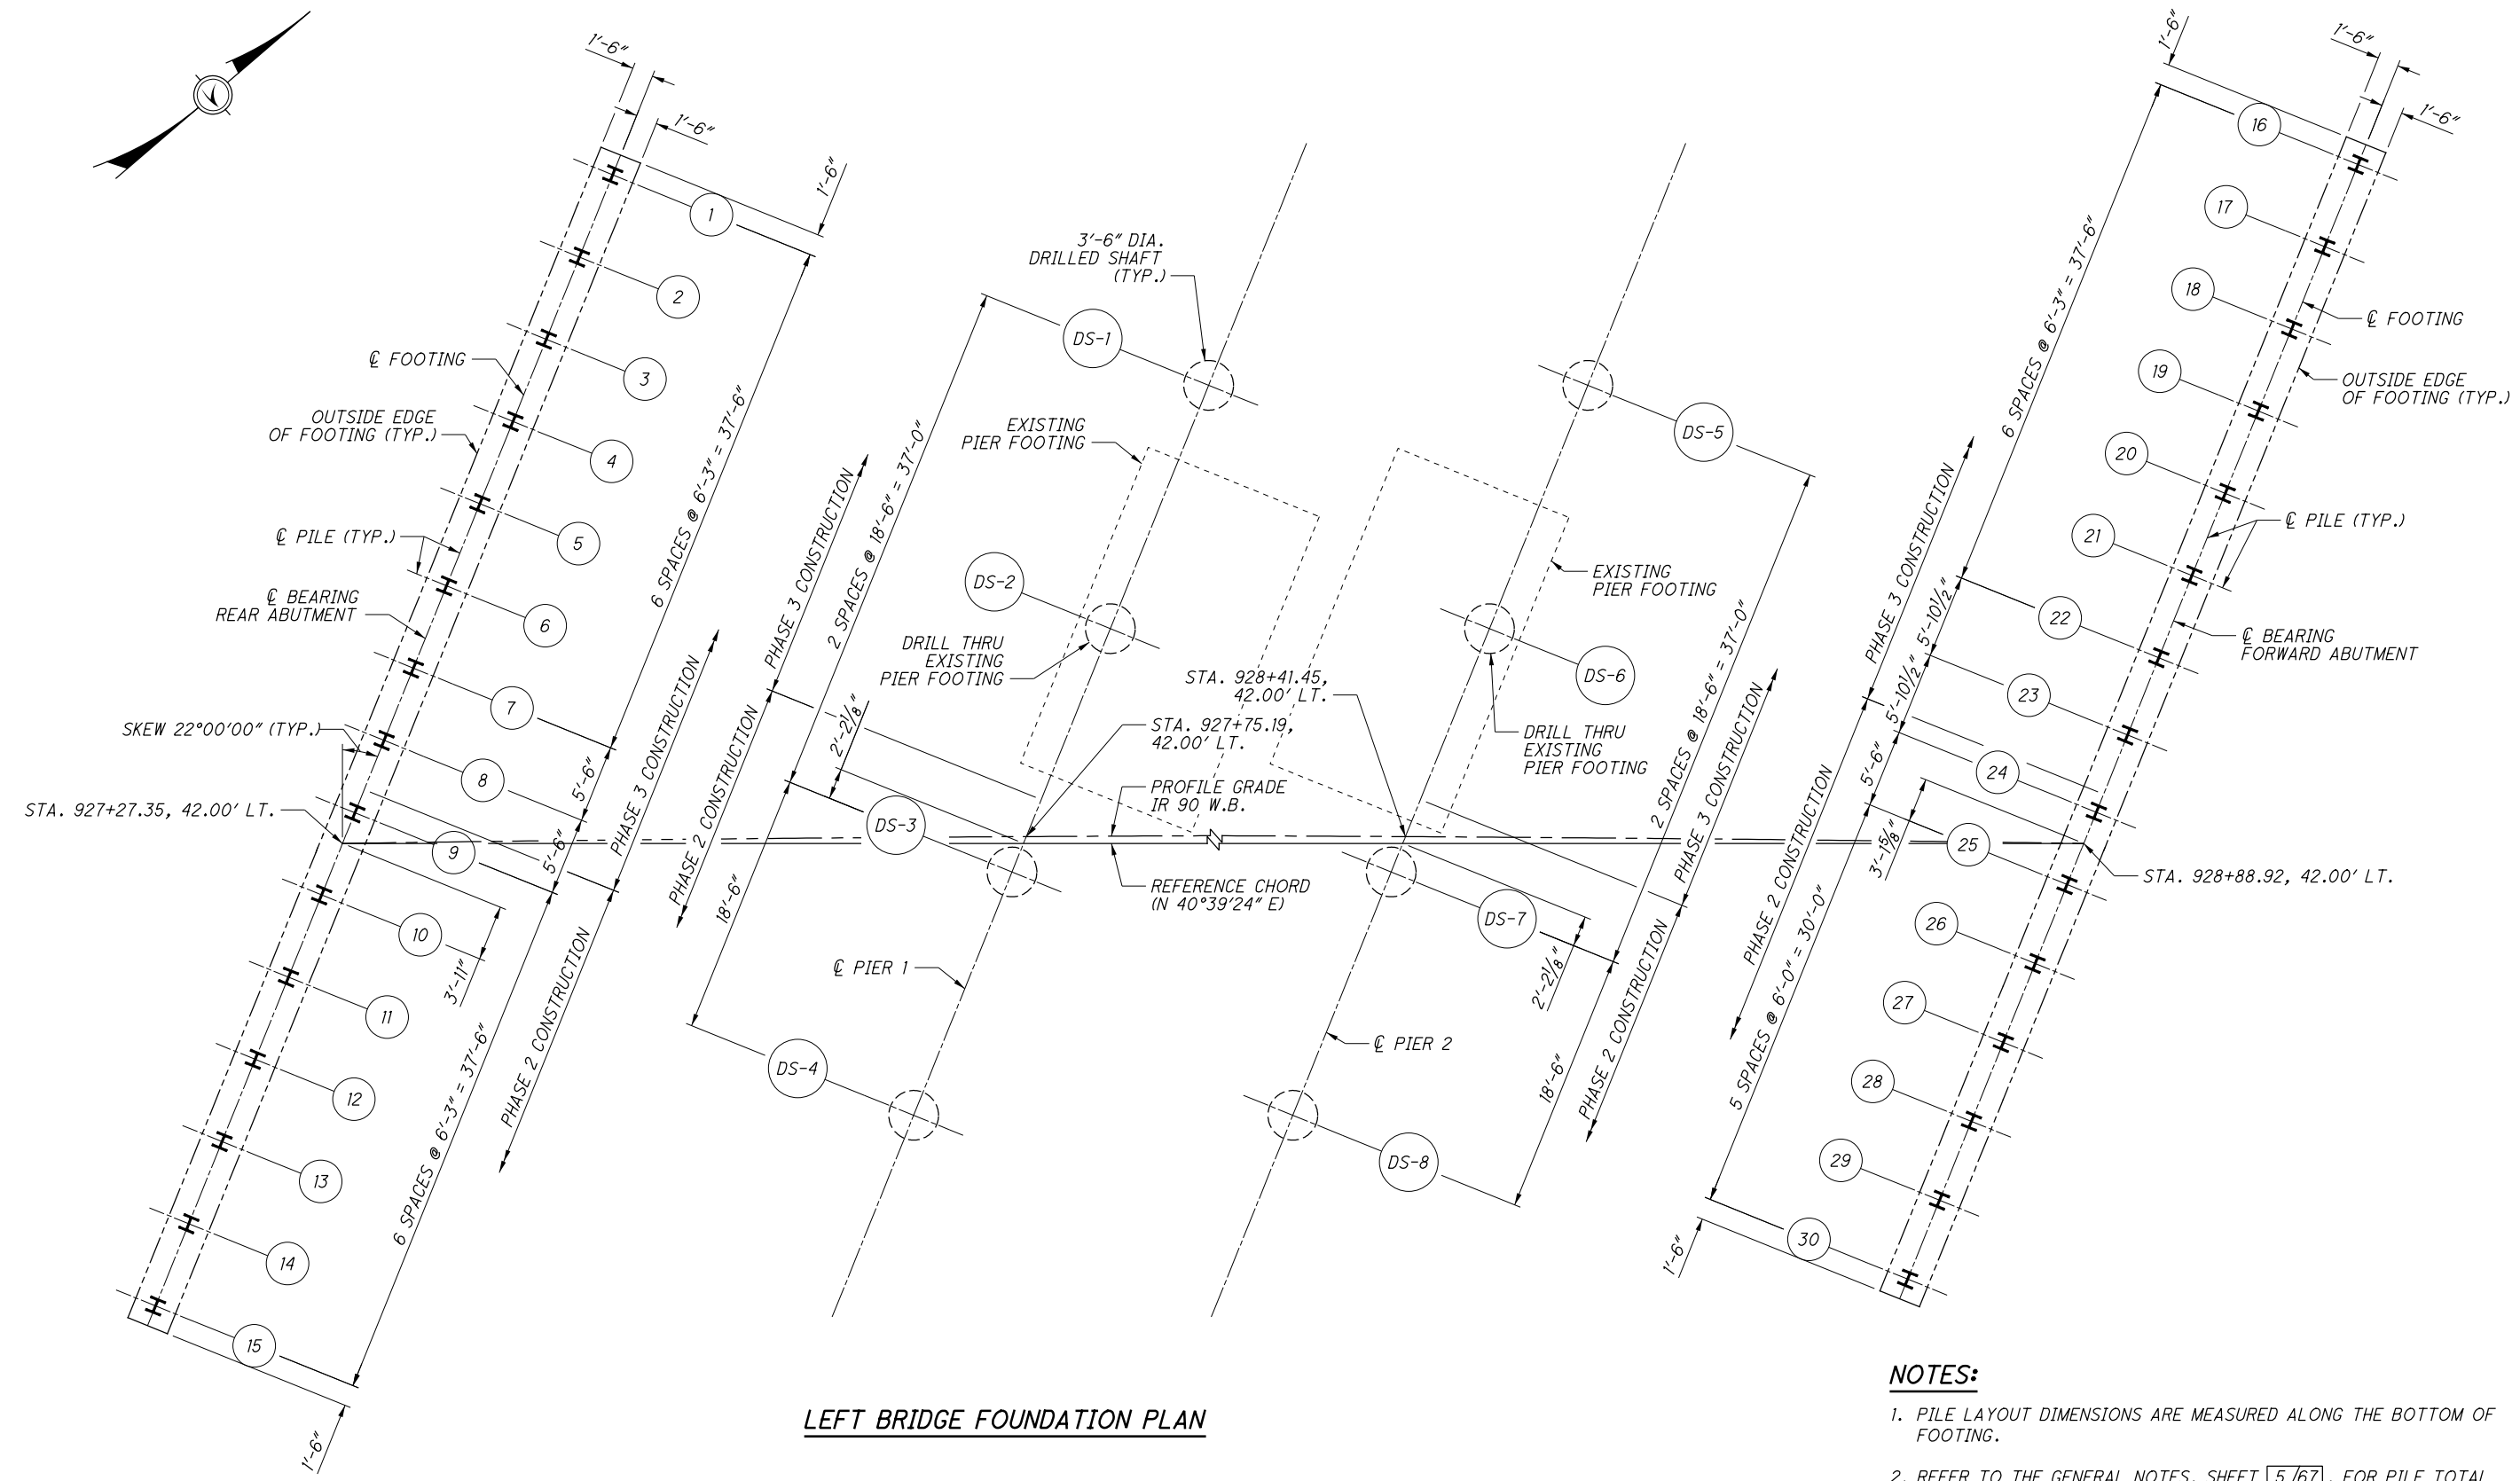 1'-6"
1'-6"
1'-6"
1
2
3
4
5
6
7
8
9
10
11
12
13
14
15
6 SPACES @ 6'-3" = 37'-6"
5'-6"
5'-6"
6 SPACES @ 6'-3" = 37'-6"
3'-11"
1'-6"
℄ FOOTING
OUTSIDE EDGE
OF FOOTING (TYP.)
℄ PILE (TYP.)
℄ BEARING
REAR ABUTMENT
SKEW 22°00'00" (TYP.)
STA. 927+27.35, 42.00' LT.
PHASE 3 CONSTRUCTION
PHASE 2 CONSTRUCTION
PHASE 3 CONSTRUCTION
PHASE 2 CONSTRUCTION
3'-6" DIA.
DRILLED SHAFT
(TYP.)
DS-1
DS-2
DS-3
DS-4
2 SPACES @ 18'-6" = 37'-0"
2'-2⅛"
18'-6"
EXISTING
PIER FOOTING
DRILL THRU
EXISTING
PIER FOOTING
STA. 928+41.45,
42.00' LT.
STA. 927+75.19,
42.00' LT.
PROFILE GRADE
IR 90 W.B.
REFERENCE CHORD
(N 40°39'24" E)
℄ PIER 1
℄ PIER 2
DS-5
DS-6
DS-7
DS-8
EXISTING
PIER FOOTING
DRILL THRU
EXISTING
PIER FOOTING
2 SPACES @ 18'-6" = 37'-0"
2'-2⅛"
18'-6"
PHASE 3 CONSTRUCTION
PHASE 2 CONSTRUCTION
PHASE 3 CONSTRUCTION
PHASE 2 CONSTRUCTION
1'-6"
1'-6"
1'-6"
16
17
18
19
20
21
22
23
24
25
26
27
28
29
30
6 SPACES @ 6'-3" = 37'-6"
5'-10½"
5'-10½"
5'-6"
3'-1⅝"
5 SPACES @ 6'-0" = 30'-0"
1'-6"
℄ FOOTING
OUTSIDE EDGE
OF FOOTING (TYP.)
℄ PILE (TYP.)
℄ BEARING
FORWARD ABUTMENT
STA. 928+88.92, 42.00' LT.
LEFT BRIDGE FOUNDATION PLAN
NOTES:
1. PILE LAYOUT DIMENSIONS ARE MEASURED ALONG THE BOTTOM OF
FOOTING.
2. REFER TO THE GENERAL NOTES, SHEET 5/67, FOR PILE TOTAL